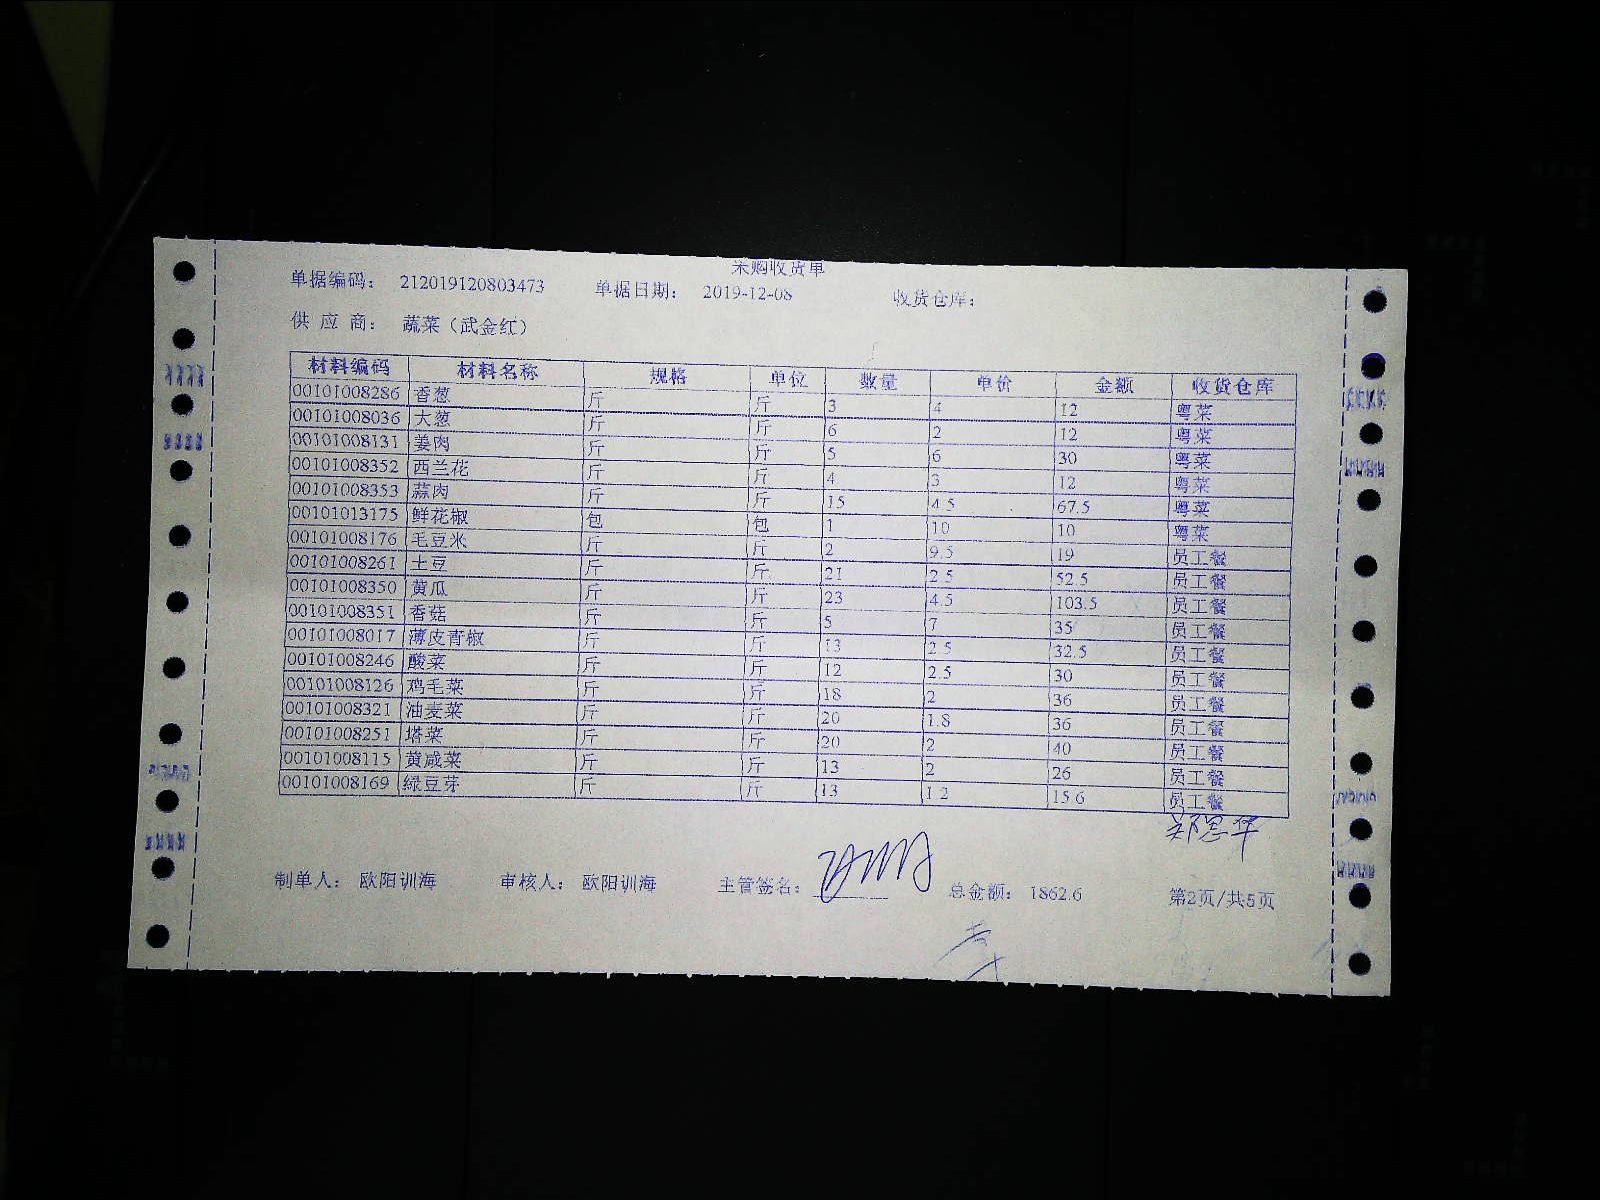 采购收货单
单据编码： 212019120803473 单据日期： 2019-12-08 收货仓库：
供 应 商： 蔬菜（武金红）
材料编码 材料名称 规格 单位 数量 单价 金额 收货仓库
00101008286 香葱 斤 斤 3 4 12 粤菜
00101008036 大葱 斤 斤 6 2 12 粤菜
00101008131 姜肉 斤 斤 5 6 30 粤菜
00101008352 西兰花 斤 斤 4 3 12 粤菜
00101008353 蒜肉 斤 斤 15 4.5 67.5 粤菜
00101013175 鲜花椒 包 包 1 10 10 粤菜
00101008176 毛豆米 斤 斤 2 9.5 19 员工餐
00101008261 土豆 斤 斤 21 2.5 52.5 员工餐
00101008350 黄瓜 斤 斤 23 4.5 103.5 员工餐
00101008351 香菇 斤 斤 5 7 35 员工餐
00101008017 薄皮青椒 斤 斤 13 2.5 32.5 员工餐
00101008246 酸菜 斤 斤 12 2.5 30 员工餐
00101008126 鸡毛菜 斤 斤 18 2 36 员工餐
00101008321 油麦菜 斤 斤 20 1.8 36 员工餐
00101008251 塔菜 斤 斤 20 2 40 员工餐
00101008115 黄咸菜 斤 斤 13 2 26 员工餐
00101008169 绿豆芽 斤 斤 13 1.2 15.6 员工餐
制单人： 欧阳训海 审核人： 欧阳训海 主管签名： 总金额： 1862.6 第2页/共5页